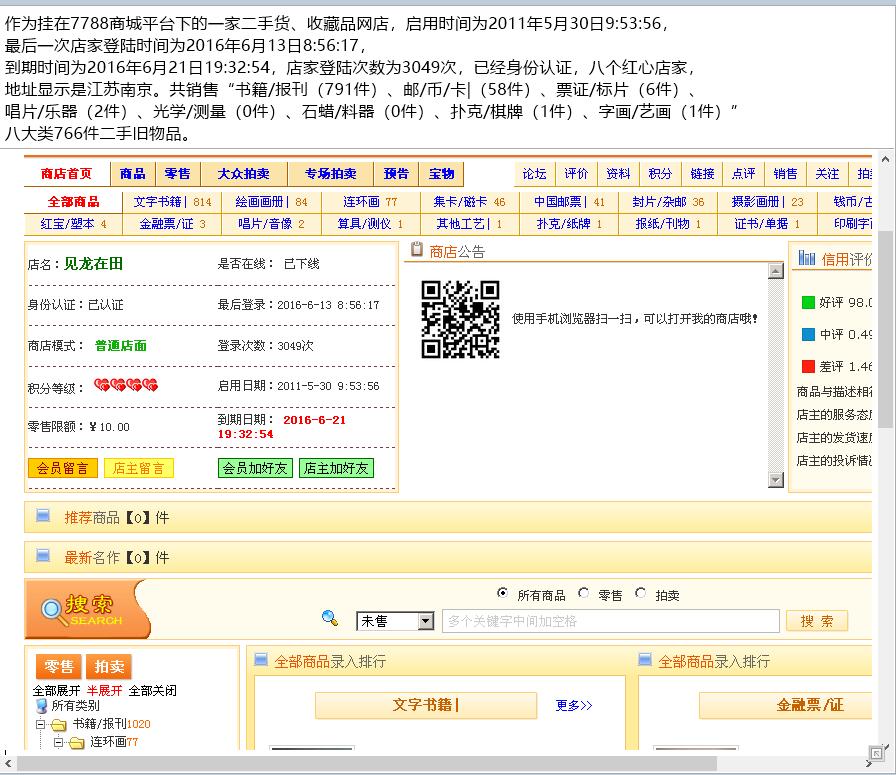 作为挂在7788商城平台下的一家二手货、收藏品网店，启用时间为2011年5月30日9:53:56，
最后一次店家登陆时间为2016年6月13日8:56:17，
到期时间为2016年6月21日19:32:54，店家登陆次数为3049次，已经身份认证，八个红心店家，
地址显示是江苏南京。共销售“书籍/报刊（791件）、邮/币/卡|（58件）、票证/标片（6件）、
唱片/乐器（2件）、光学/测量（0件）、石蜡/料器（0件）、扑克/棋牌（1件）、字画/艺画（1件）”
八大类766件二手旧物品。
商店首页 商品 零售 大众拍卖 专场拍卖 预告 宝物 论坛 评价 资料 积分 链接 点评 销售 关注
全部商品 文字书籍| 814 绘画画册| 84 连环画 77 集卡/磁卡 46 中国邮票| 41 封片/杂邮 36 摄影画册| 23 钱币/古
红宝/塑本 4 金融票/证 3 唱片/音像 2 算具/测仪 1 其他工艺| 1 扑克/纸牌 1 报纸/刊物 1 证书/单据 1 印刷字画
店名：见龙在田 是否在线： 已下线
身份认证：已认证 最后登录：2016-6-13 8:56:17
商店模式： 普通店面 登录次数：3049次
积分等级： 启用日期：2011-5-30 9:53:56
零售限额：￥10.00 到期日期： 2016-6-21
19:32:54
会员留言 店主留言 会员加好友 店主加好友
商店公告
使用手机浏览器扫一扫，可以打开我的商店哦!
信用评价
好评 98.0
中评 0.49
差评 1.46
商品与描述相符
店主的服务态度
店主的发货速度
店主的投诉情况
推荐商品【0】件
最新名作【0】件
搜索
SEARCH
所有商品 零售 拍卖
未售 多个关键字中间加空格 搜 索
零售 拍卖
全部展开 半展开 全部关闭
所有类别
书籍/报刊1020
连环画77
全部商品录入排行
文字书籍| 更多>>
全部商品录入排行
金融票/证